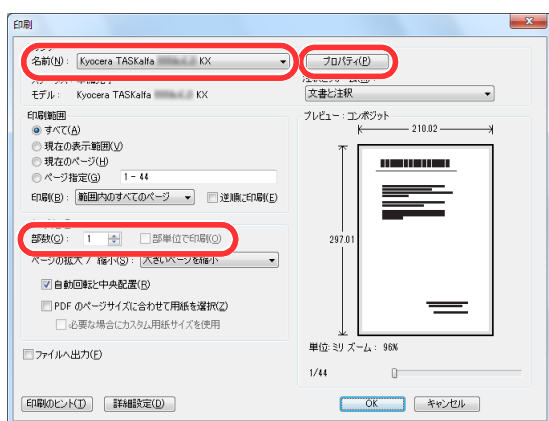 印刷
名前(N): Kyocera TASKalfa KX
プロパティ(P)
モデル: Kyocera TASKalfa KX
文書と注釈
印刷範囲
すべて(A)
現在の表示範囲(V)
現在のページ(H)
ページ指定(G) 1 - 44
印刷(B): 範囲内のすべてのページ 逆順に印刷(E)
部数(C): 1 部単位で印刷(O)
ページの拡大 / 縮小(S): 大きいページを縮小
自動回転と中央配置(R)
PDF のページサイズに合わせて用紙を選択(Z)
必要な場合にカスタム用紙サイズを使用
ファイルへ出力(F)
プレビュー: コンポジット
210.02
297.01
単位: ミリ ズーム: 96%
1/44
印刷のヒント(T) 詳細設定(D) OK キャンセル